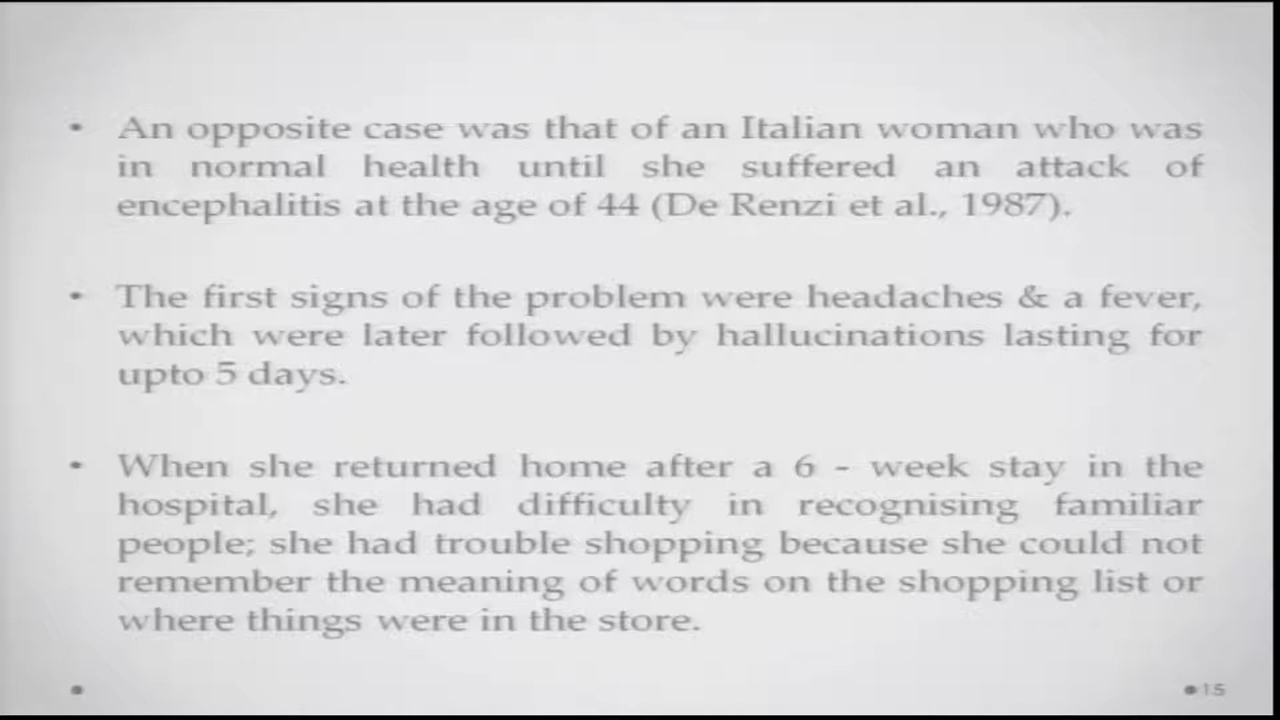 • An opposite case was that of an Italian woman who was
in normal health until she suffered an attack of
encephalitis at the age of 44 (De Renzi et al., 1987).
• The first signs of the problem were headaches & a fever,
which were later followed by hallucinations lasting for
upto 5 days.
• When she returned home after a 6 - week stay in the
hospital, she had difficulty in recognising familiar
people; she had trouble shopping because she could not
remember the meaning of words on the shopping list or
where things were in the store.
•
• 15